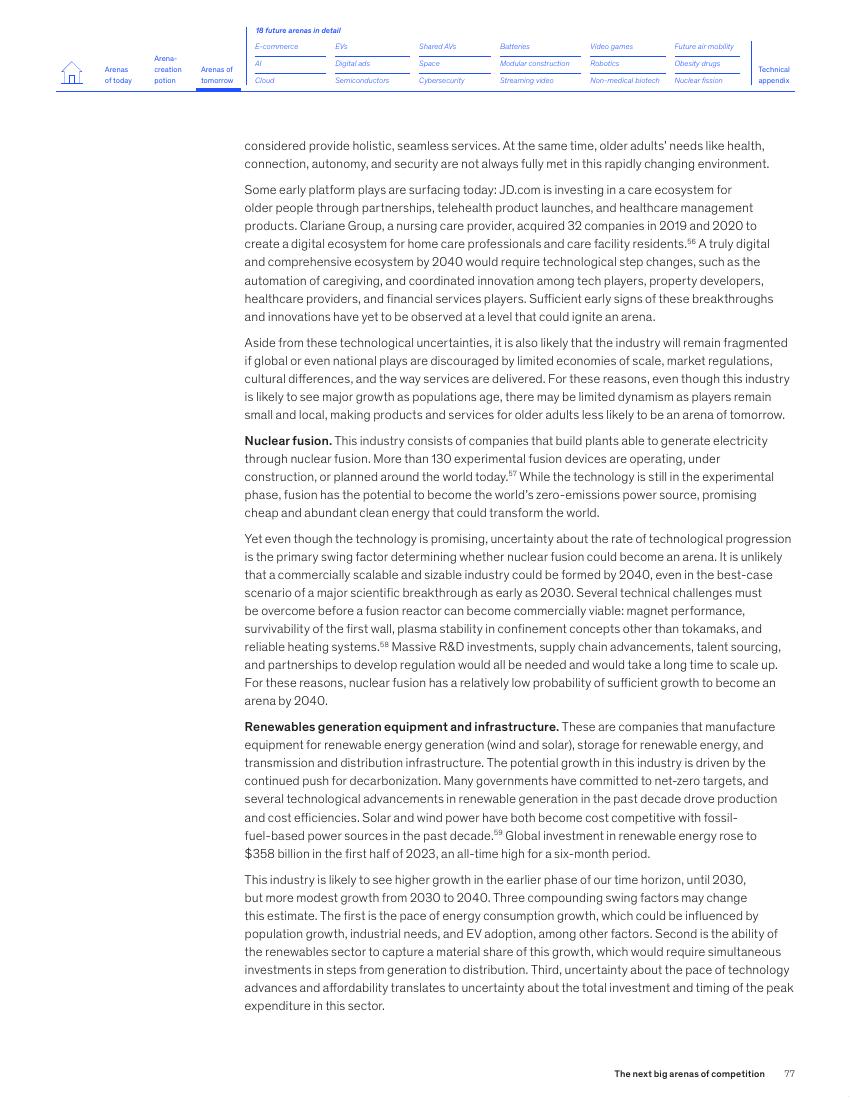 18 future arenas in detail
Arenas of today
Arena-creation potion
Arenas of tomorrow
E-commerce EVs Shared AVs Batteries Video games Future air mobility
AI Digital ads Space Modular construction Robotics Obesity drugs
Cloud Semiconductors Cybersecurity Streaming video Non-medical biotech Nuclear fission
Technical appendix
considered provide holistic, seamless services. At the same time, older adults’ needs like health,
connection, autonomy, and security are not always fully met in this rapidly changing environment.
Some early platform plays are surfacing today: JD.com is investing in a care ecosystem for
older people through partnerships, telehealth product launches, and healthcare management
products. Clariane Group, a nursing care provider, acquired 32 companies in 2019 and 2020 to
create a digital ecosystem for home care professionals and care facility residents.56 A truly digital
and comprehensive ecosystem by 2040 would require technological step changes, such as the
automation of caregiving, and coordinated innovation among tech players, property developers,
healthcare providers, and financial services players. Sufficient early signs of these breakthroughs
and innovations have yet to be observed at a level that could ignite an arena.
Aside from these technological uncertainties, it is also likely that the industry will remain fragmented
if global or even national plays are discouraged by limited economies of scale, market regulations,
cultural differences, and the way services are delivered. For these reasons, even though this industry
is likely to see major growth as populations age, there may be limited dynamism as players remain
small and local, making products and services for older adults less likely to be an arena of tomorrow.
Nuclear fusion. This industry consists of companies that build plants able to generate electricity
through nuclear fusion. More than 130 experimental fusion devices are operating, under
construction, or planned around the world today.57 While the technology is still in the experimental
phase, fusion has the potential to become the world’s zero-emissions power source, promising
cheap and abundant clean energy that could transform the world.
Yet even though the technology is promising, uncertainty about the rate of technological progression
is the primary swing factor determining whether nuclear fusion could become an arena. It is unlikely
that a commercially scalable and sizable industry could be formed by 2040, even in the best-case
scenario of a major scientific breakthrough as early as 2030. Several technical challenges must
be overcome before a fusion reactor can become commercially viable: magnet performance,
survivability of the first wall, plasma stability in confinement concepts other than tokamaks, and
reliable heating systems.58 Massive R&D investments, supply chain advancements, talent sourcing,
and partnerships to develop regulation would all be needed and would take a long time to scale up.
For these reasons, nuclear fusion has a relatively low probability of sufficient growth to become an
arena by 2040.
Renewables generation equipment and infrastructure. These are companies that manufacture
equipment for renewable energy generation (wind and solar), storage for renewable energy, and
transmission and distribution infrastructure. The potential growth in this industry is driven by the
continued push for decarbonization. Many governments have committed to net-zero targets, and
several technological advancements in renewable generation in the past decade drove production
and cost efficiencies. Solar and wind power have both become cost competitive with fossil-
fuel-based power sources in the past decade.59 Global investment in renewable energy rose to
$358 billion in the first half of 2023, an all-time high for a six-month period.
This industry is likely to see higher growth in the earlier phase of our time horizon, until 2030,
but more modest growth from 2030 to 2040. Three compounding swing factors may change
this estimate. The first is the pace of energy consumption growth, which could be influenced by
population growth, industrial needs, and EV adoption, among other factors. Second is the ability of
the renewables sector to capture a material share of this growth, which would require simultaneous
investments in steps from generation to distribution. Third, uncertainty about the pace of technology
advances and affordability translates to uncertainty about the total investment and timing of the peak
expenditure in this sector.
The next big arenas of competition 77